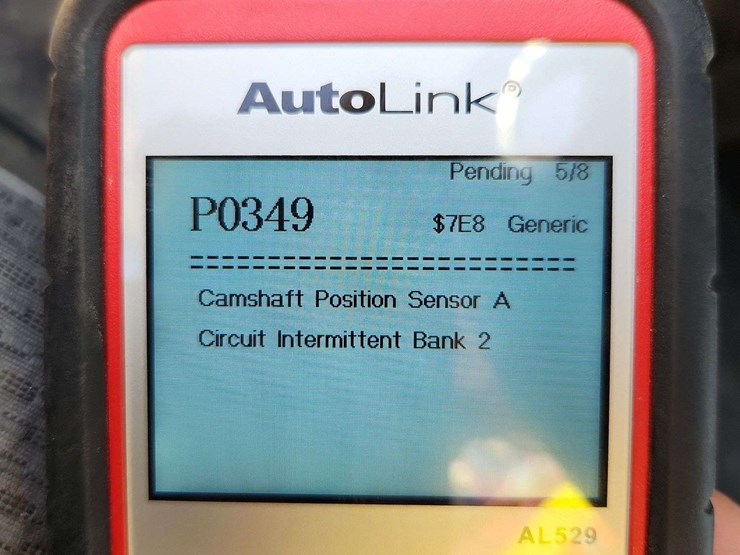 AutoLink®
Pending 5/8
P0349 $7E8 Generic
==============================
Camshaft Position Sensor A
Circuit Intermittent Bank 2
AL529